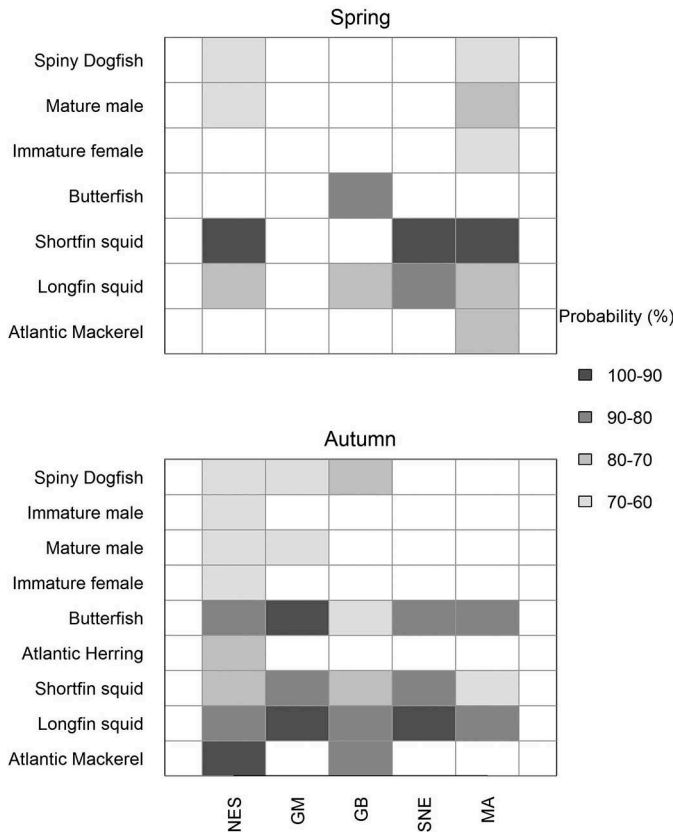 Spring
Spiny Dogfish
Mature male
Immature female
Butterfish
Shortfin squid
Longfin squid
Atlantic Mackerel
Probability (%)
100-90
90-80
80-70
70-60
Autumn
Spiny Dogfish
Immature male
Mature male
Immature female
Butterfish
Atlantic Herring
Shortfin squid
Longfin squid
Atlantic Mackerel
NES
GM
GB
SNE
MA